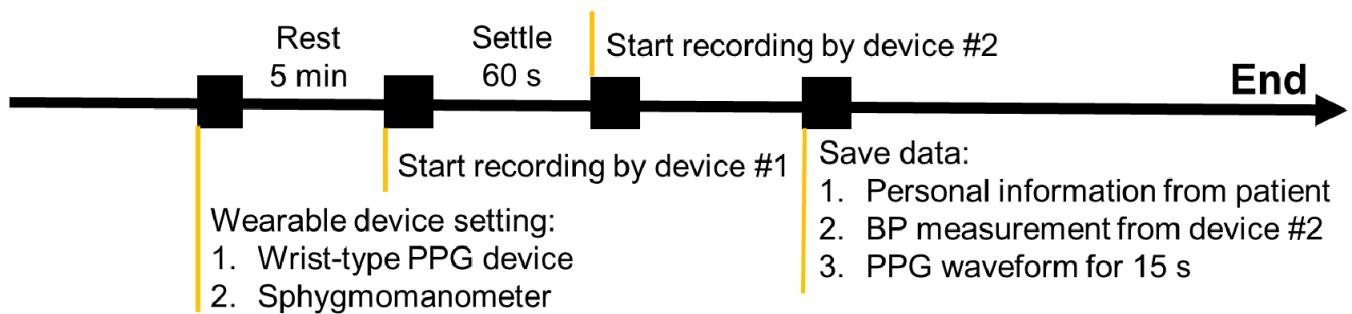 Rest
5 min
Settle
60 s
Start recording by device #2
End
Start recording by device #1
Wearable device setting:
1. Wrist-type PPG device
2. Sphygmomanometer
Save data:
1. Personal information from patient
2. BP measurement from device #2
3. PPG waveform for 15 s